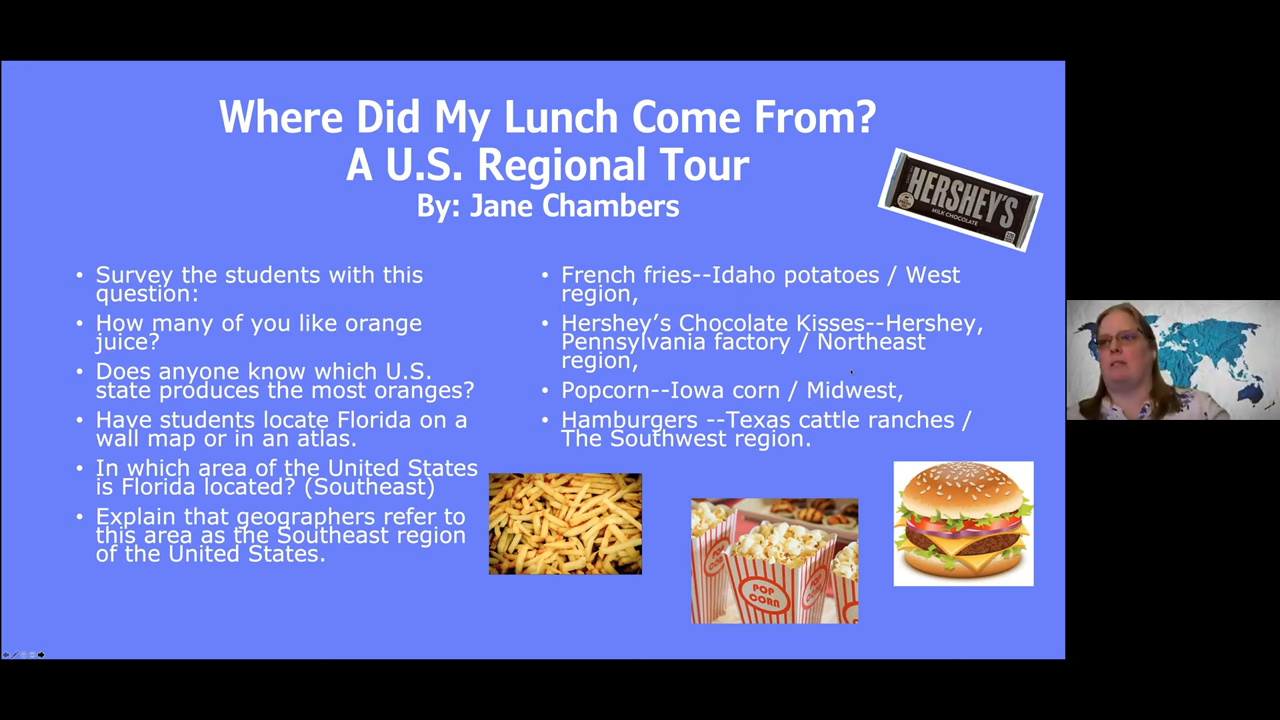 Where Did My Lunch Come From?
A U.S. Regional Tour
By: Jane Chambers
HERSHEY'S
MILK CHOCOLATE
• Survey the students with this
question:
• How many of you like orange
juice?
• Does anyone know which U.S.
state produces the most oranges?
• Have students locate Florida on a
wall map or in an atlas.
• In which area of the United States
is Florida located? (Southeast)
• Explain that geographers refer to
this area as the Southeast region
of the United States.
• French fries--Idaho potatoes / West
region,
• Hershey’s Chocolate Kisses--Hershey,
Pennsylvania factory / Northeast
region,
• Popcorn--Iowa corn / Midwest,
• Hamburgers --Texas cattle ranches /
The Southwest region.
POP
CORN